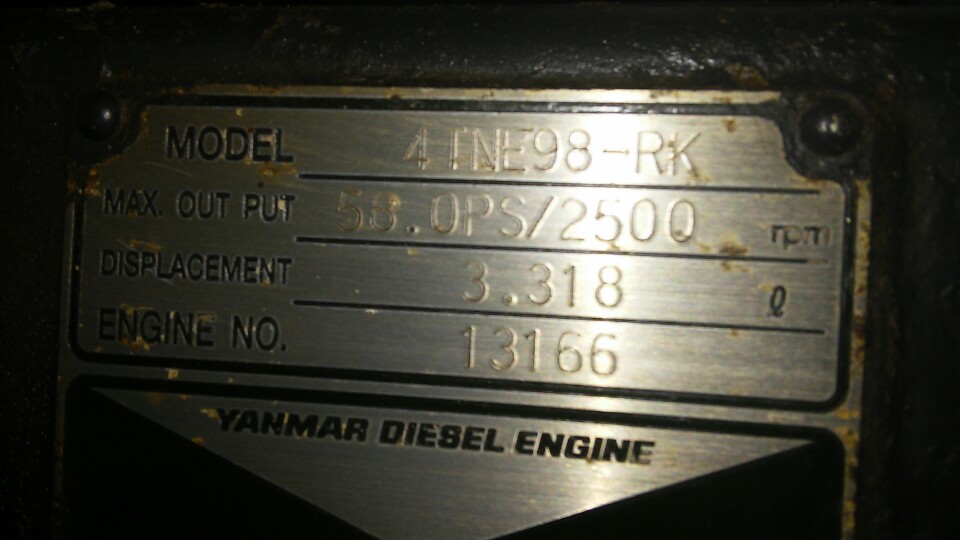 MODEL 4TNE98-RK
MAX. OUT PUT 58.0PS/2500 rpm
DISPLACEMENT 3.318 ℓ
ENGINE NO. 13166
YANMAR DIESEL ENGINE